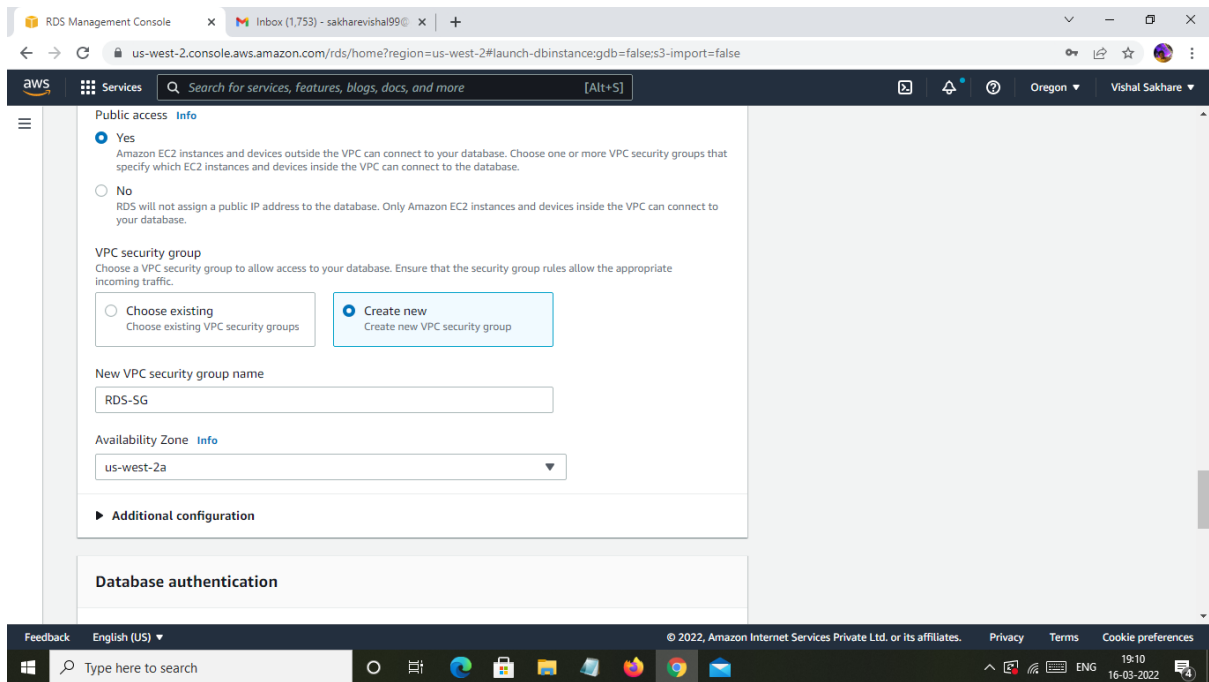 RDS Management Console
Inbox (1,753) - sakharevishal99@
us-west-2.console.aws.amazon.com/rds/home?region=us-west-2#launch-dbinstance:gdb=false;s3-import=false
aws
Services
Search for services, features, blogs, docs, and more
[Alt+S]
Oregon
Vishal Sakhare
Public access Info
Yes
Amazon EC2 instances and devices outside the VPC can connect to your database. Choose one or more VPC security groups that
specify which EC2 instances and devices inside the VPC can connect to the database.
No
RDS will not assign a public IP address to the database. Only Amazon EC2 instances and devices inside the VPC can connect to
your database.
VPC security group
Choose a VPC security group to allow access to your database. Ensure that the security group rules allow the appropriate
incoming traffic.
Choose existing
Choose existing VPC security groups
Create new
Create new VPC security group
New VPC security group name
RDS-SG
Availability Zone Info
us-west-2a
Additional configuration
Database authentication
Feedback
English (US)
© 2022, Amazon Internet Services Private Ltd. or its affiliates.
Privacy
Terms
Cookie preferences
Type here to search
ENG
19:10
16-03-2022
4